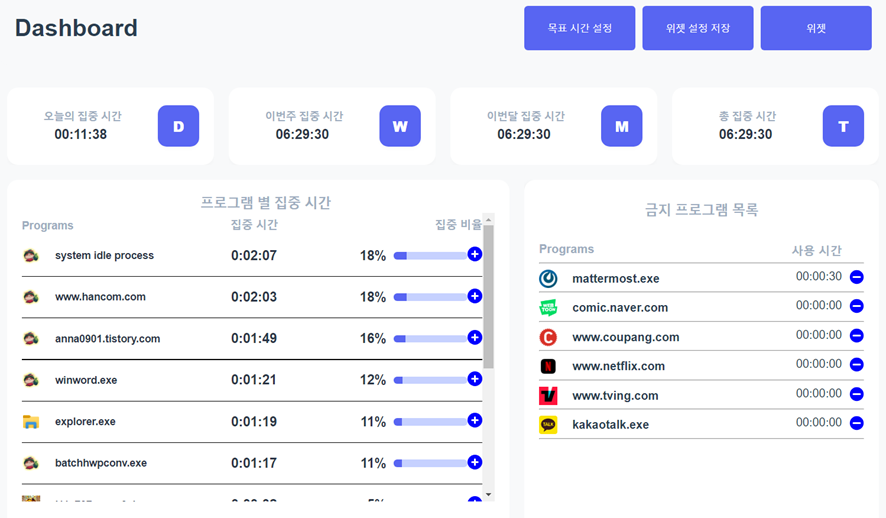 Dashboard
목표 시간 설정
위젯 설정 저장
위젯
오늘의 집중 시간
00:11:38
D
이번주 집중 시간
06:29:30
W
이번달 집중 시간
06:29:30
M
총 집중 시간
06:29:30
T
프로그램 별 집중 시간
Programs 집중 시간 집중 비율
system idle process 0:02:07 18%
www.hancom.com 0:02:03 18%
anna0901.tistory.com 0:01:49 16%
winword.exe 0:01:21 12%
explorer.exe 0:01:19 11%
batchhwpconv.exe 0:01:17 11%
금지 프로그램 목록
Programs 사용 시간
mattermost.exe 00:00:30
WEB TOON comic.naver.com 00:00:00
C www.coupang.com 00:00:00
N www.netflix.com 00:00:00
www.tving.com 00:00:00
TALK kakaotalk.exe 00:00:00